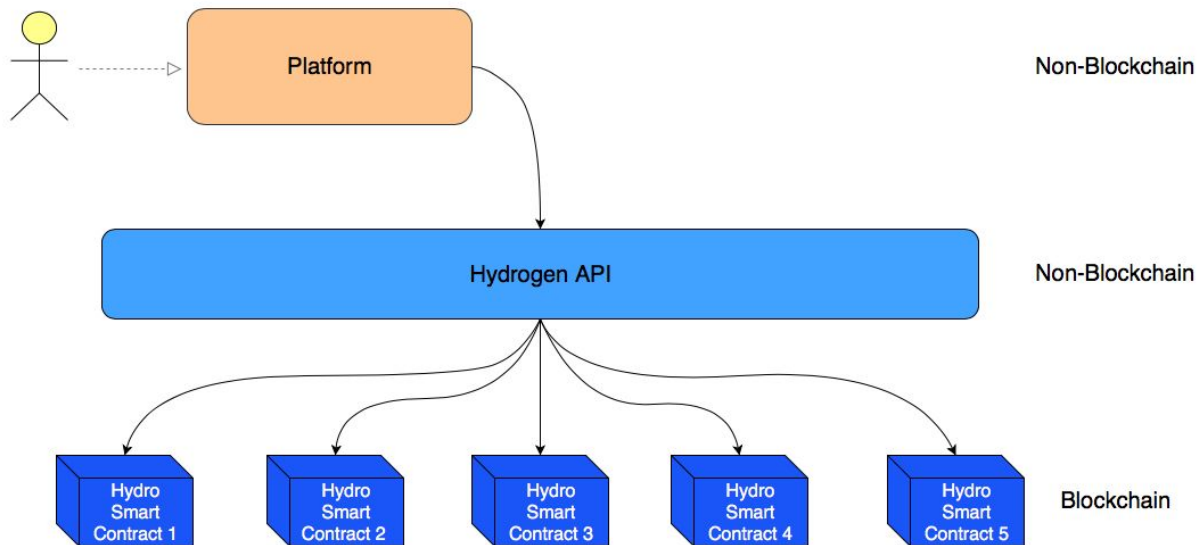 Platform
Non-Blockchain
Hydrogen API
Non-Blockchain
Hydro
Smart
Contract 1
Hydro
Smart
Contract 2
Hydro
Smart
Contract 3
Hydro
Smart
Contract 4
Hydro
Smart
Contract 5
Blockchain